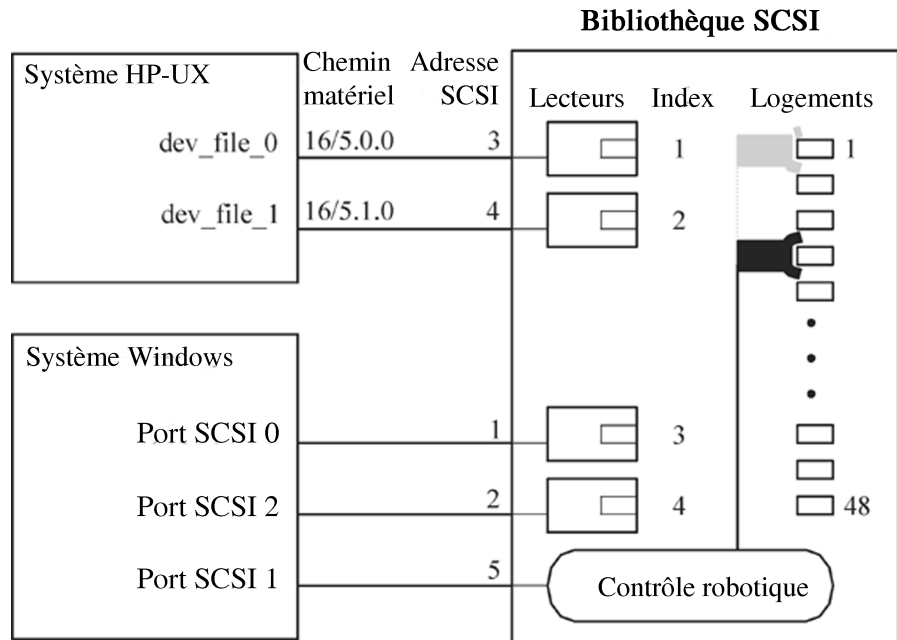 Bibliothèque SCSI
Système HP-UX
Chemin matériel
Adresse SCSI
Lecteurs Index Logements
dev_file_0 16/5.0.0 3 1 1
dev_file_1 16/5.1.0 4 2
Système Windows
Port SCSI 0 1 3
Port SCSI 2 2 4 48
Port SCSI 1 5 Contrôle robotique